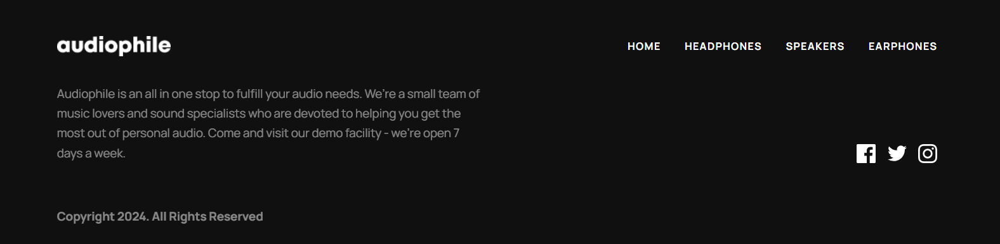 audiophile
HOME HEADPHONES SPEAKERS EARPHONES
Audiophile is an all in one stop to fulfill your audio needs. We're a small team of
music lovers and sound specialists who are devoted to helping you get the
most out of personal audio. Come and visit our demo facility - we're open 7
days a week.
Copyright 2024. All Rights Reserved